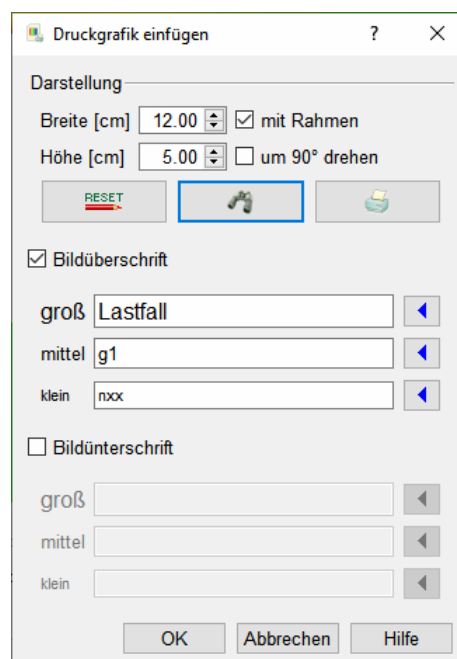 Druckgrafik einfügen ?
Darstellung
Breite [cm] 12.00 mit Rahmen
Höhe [cm] 5.00 um 90° drehen
RESET
Bildüberschrift
groß Lastfall
mittel g1
klein nxx
Bildünterschrift
groß
mittel
klein
OK Abbrechen Hilfe